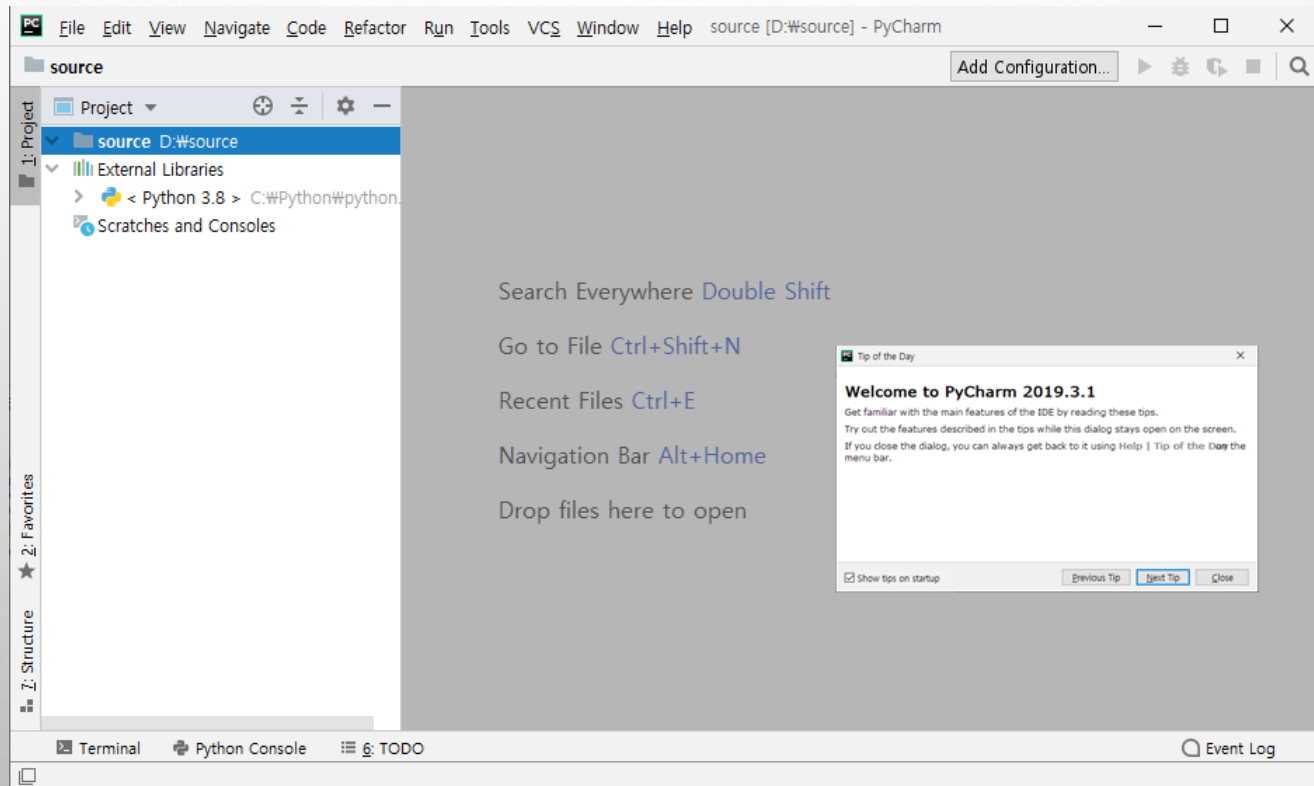 PC File Edit View Navigate Code Refactor Run Tools VCS Window Help source [D:₩source] - PyCharm
source
Add Configuration...
1: Project
Project
source D:₩source
External Libraries
< Python 3.8 > C:₩Python₩python.
Scratches and Consoles
Search Everywhere Double Shift
Go to File Ctrl+Shift+N
Recent Files Ctrl+E
Navigation Bar Alt+Home
Drop files here to open
PC Tip of the Day
Welcome to PyCharm 2019.3.1
Get familiar with the main features of the IDE by reading these tips.
Try out the features described in the tips while this dialog stays open on the screen.
If you close the dialog, you can always get back to it using Help | Tip of the the
menu bar.
Show tips on startup
Previous Tip Next Tip Close
2: Favorites
7: Structure
Terminal Python Console 6: TODO
Event Log